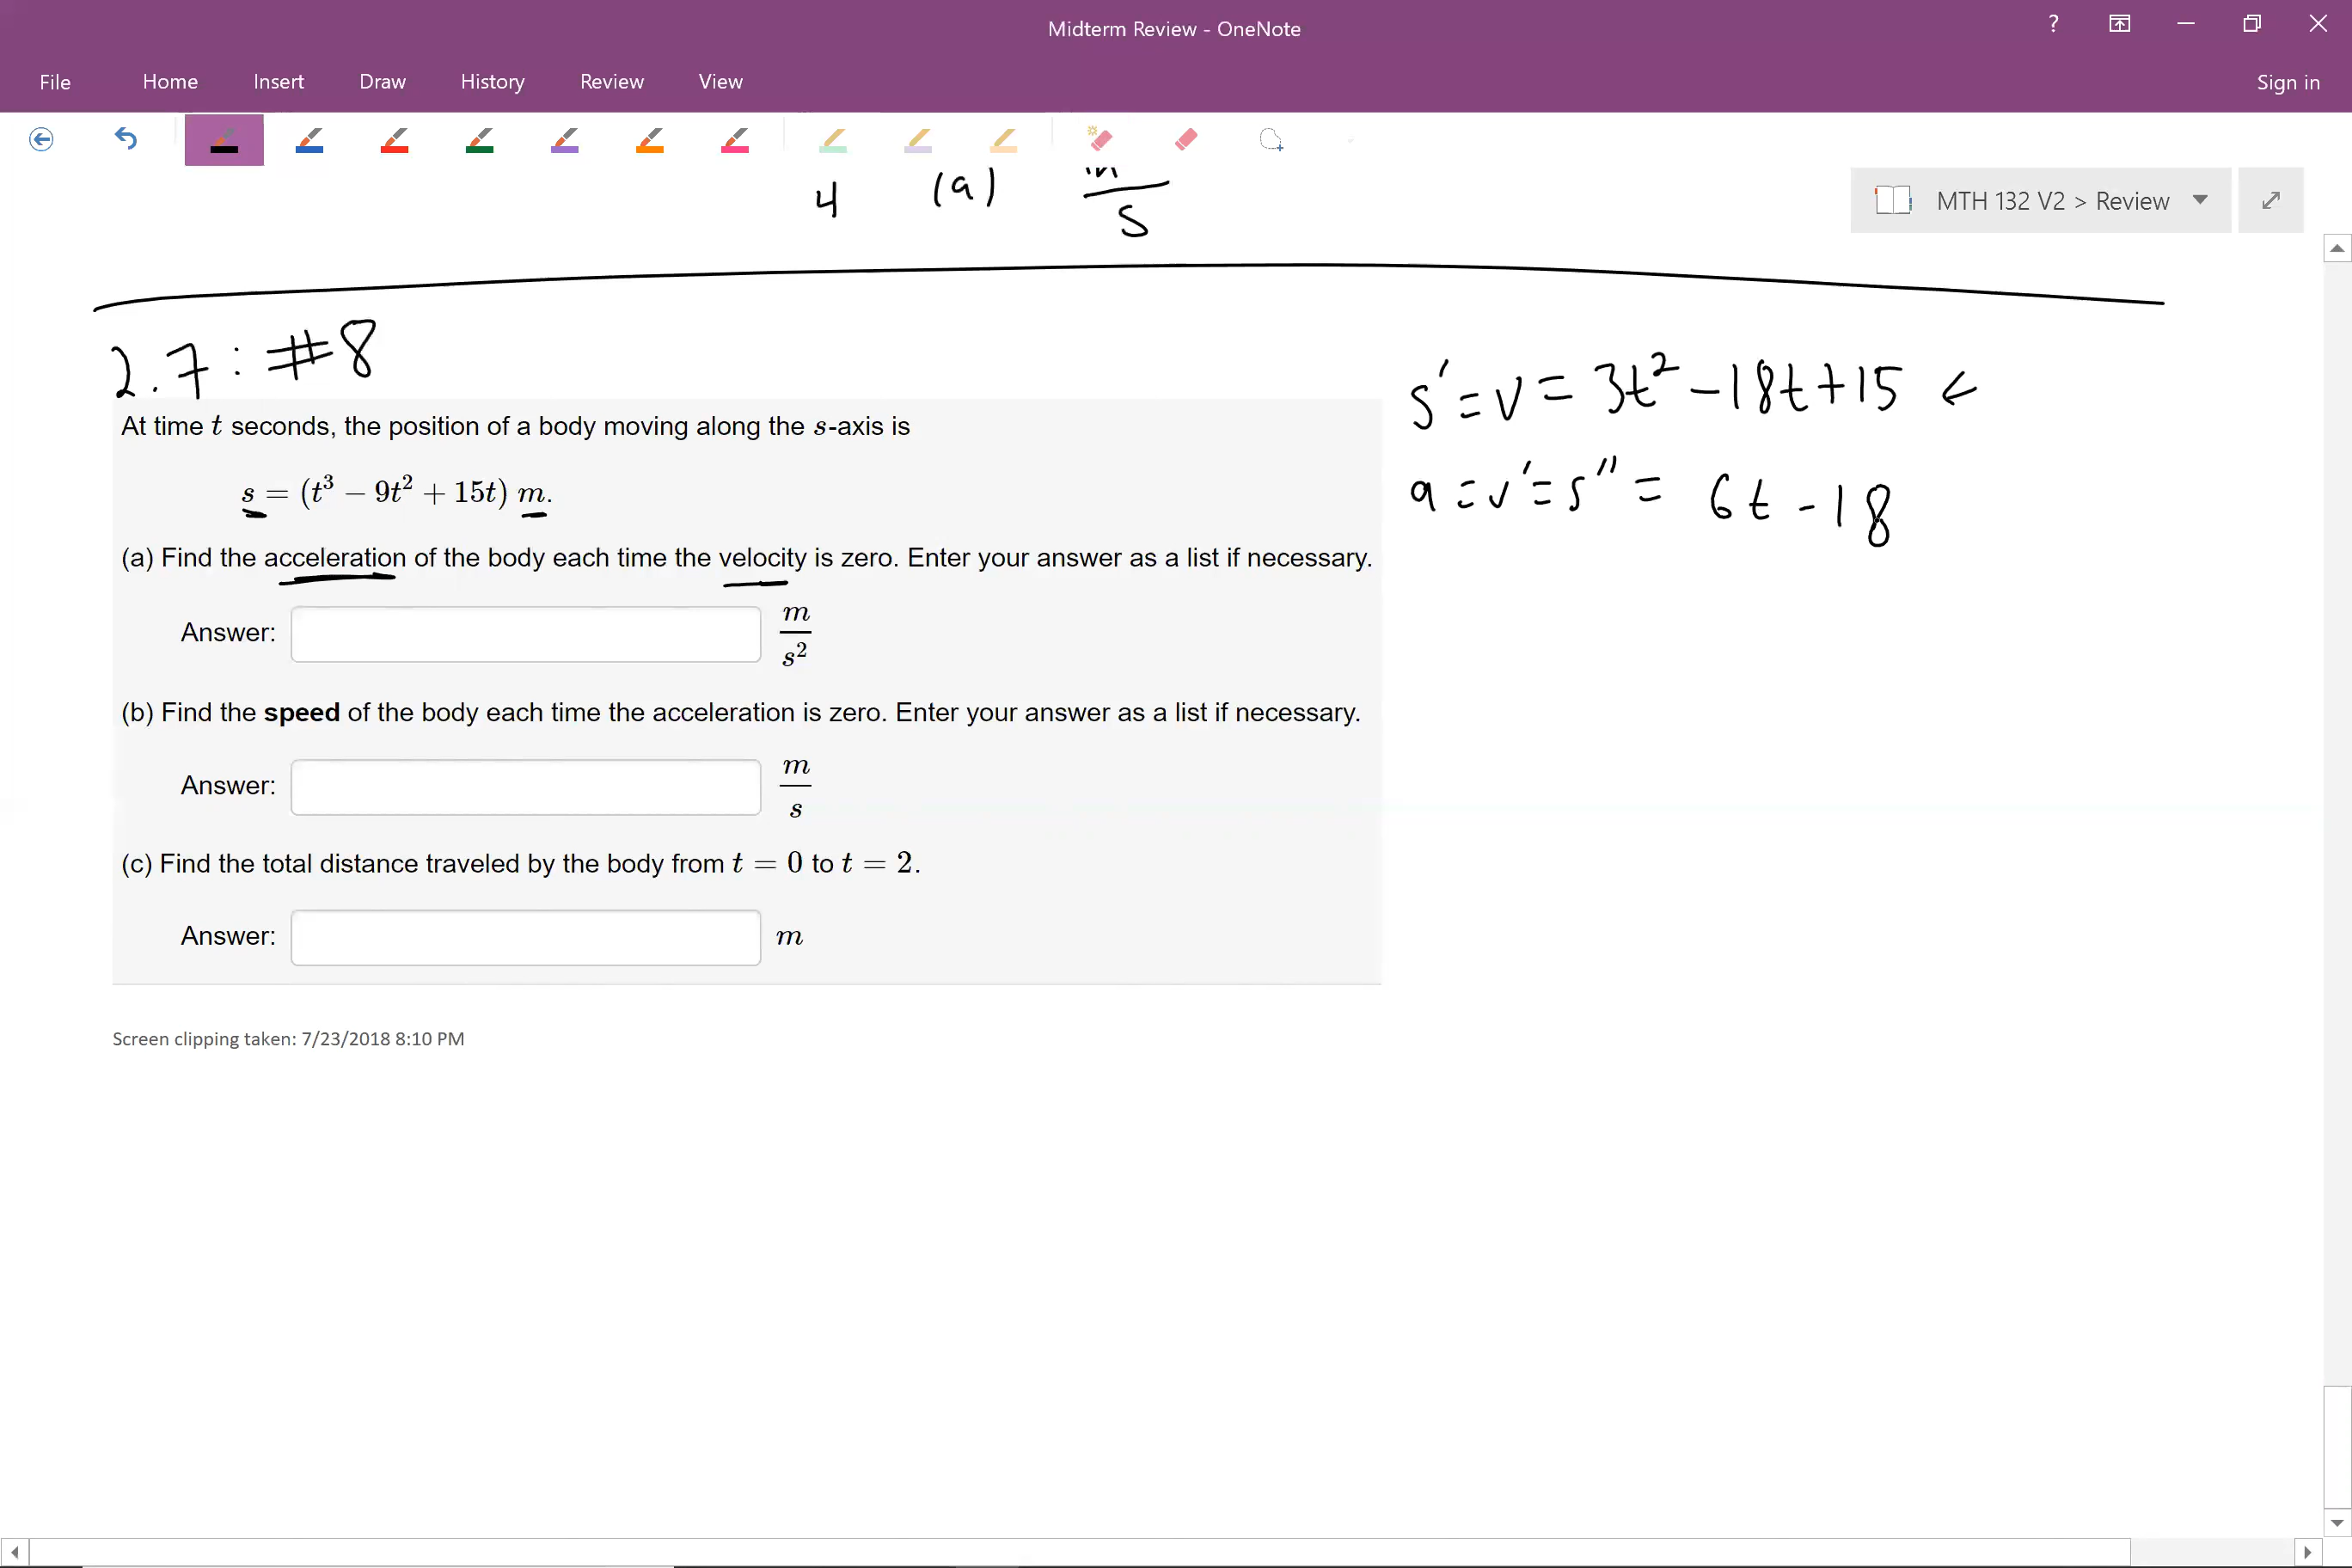 Midterm Review - OneNote
?
File Home Insert Draw History Review View Sign in
MTH 132 V2 > Review
4 (a) m/s
2.7 : #8
At time t seconds, the position of a body moving along the s-axis is
s = (t³ − 9t² + 15t) m.
(a) Find the acceleration of the body each time the velocity is zero. Enter your answer as a list if necessary.
Answer: m/s²
(b) Find the speed of the body each time the acceleration is zero. Enter your answer as a list if necessary.
Answer: m/s
(c) Find the total distance traveled by the body from t = 0 to t = 2.
Answer: m
Screen clipping taken: 7/23/2018 8:10 PM
s' = v = 3t² − 18t + 15 ←
a = v' = s'' = 6t − 18